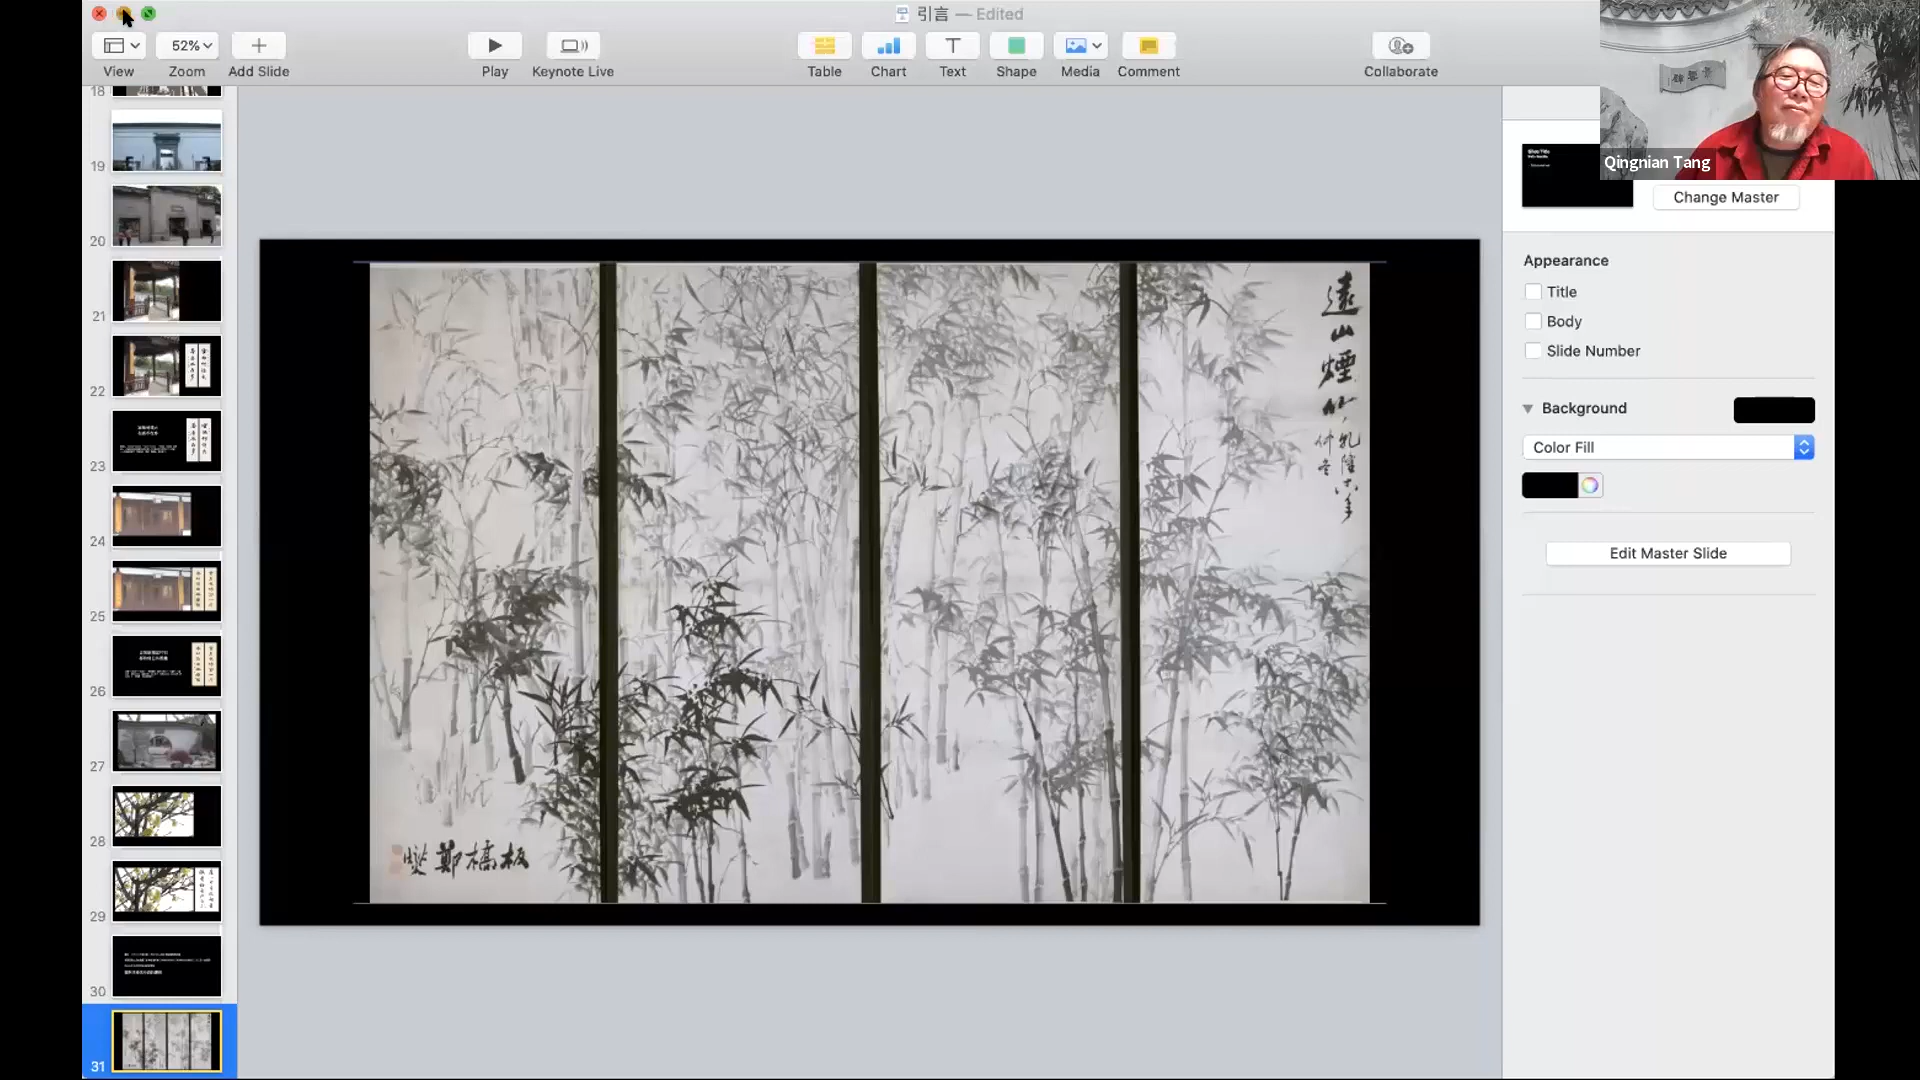 引言 — Edited
52%
View
Zoom
Add Slide
Play
Keynote Live
Table
Chart
Text
Shape
Media
Comment
Collaborate
18
19
20
21
22
23
24
25
26
27
28
29
30
31
遠山煙竹
乾隆
板橋鄭燮
Qingnian Tang
Change Master
Appearance
Title
Body
Slide Number
Background
Color Fill
Edit Master Slide